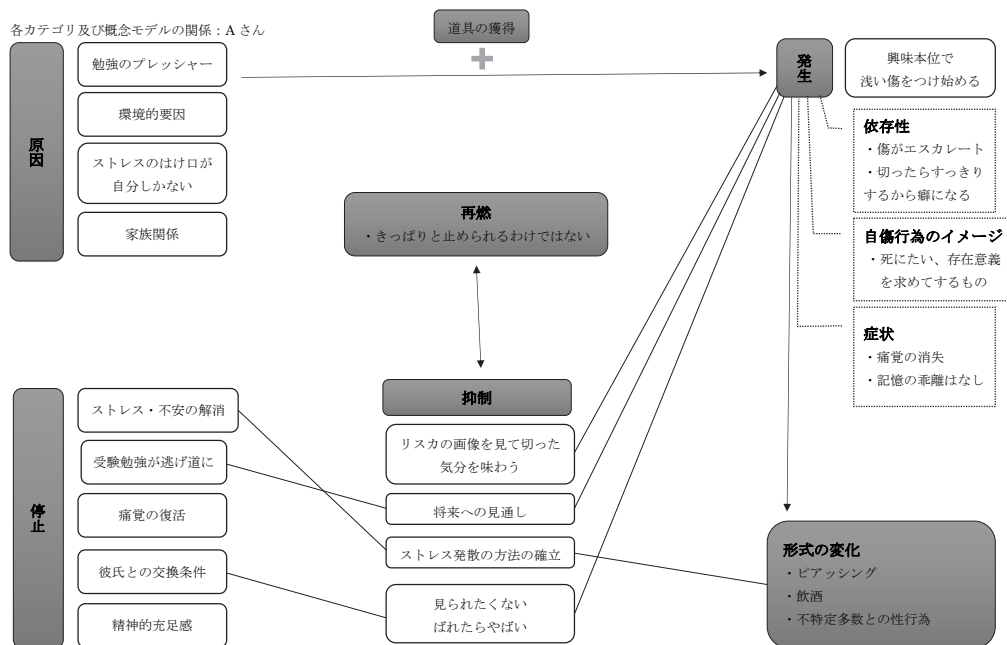 各カテゴリ及び概念モデルの関係：A さん
道具の獲得
原因
勉強のプレッシャー
環境的要因
ストレスのはけ口が
自分しかない
家族関係
発生
興味本位で
浅い傷をつけ始める
依存性
・傷がエスカレート
・切ったらすっきり
するから癖になる
自傷行為のイメージ
・死にたい、存在意義
を求めてするもの
症状
・痛覚の消失
・記憶の乖離はなし
再燃
・きっぱりと止められるわけではない
抑制
リスカの画像を見て切った
気分を味わう
将来への見通し
ストレス発散の方法の確立
見られたくない
ばれたらやばい
停止
ストレス・不安の解消
受験勉強が逃げ道に
痛覚の復活
彼氏との交換条件
精神的充足感
形式の変化
・ピアッシング
・飲酒
・不特定多数との性行為